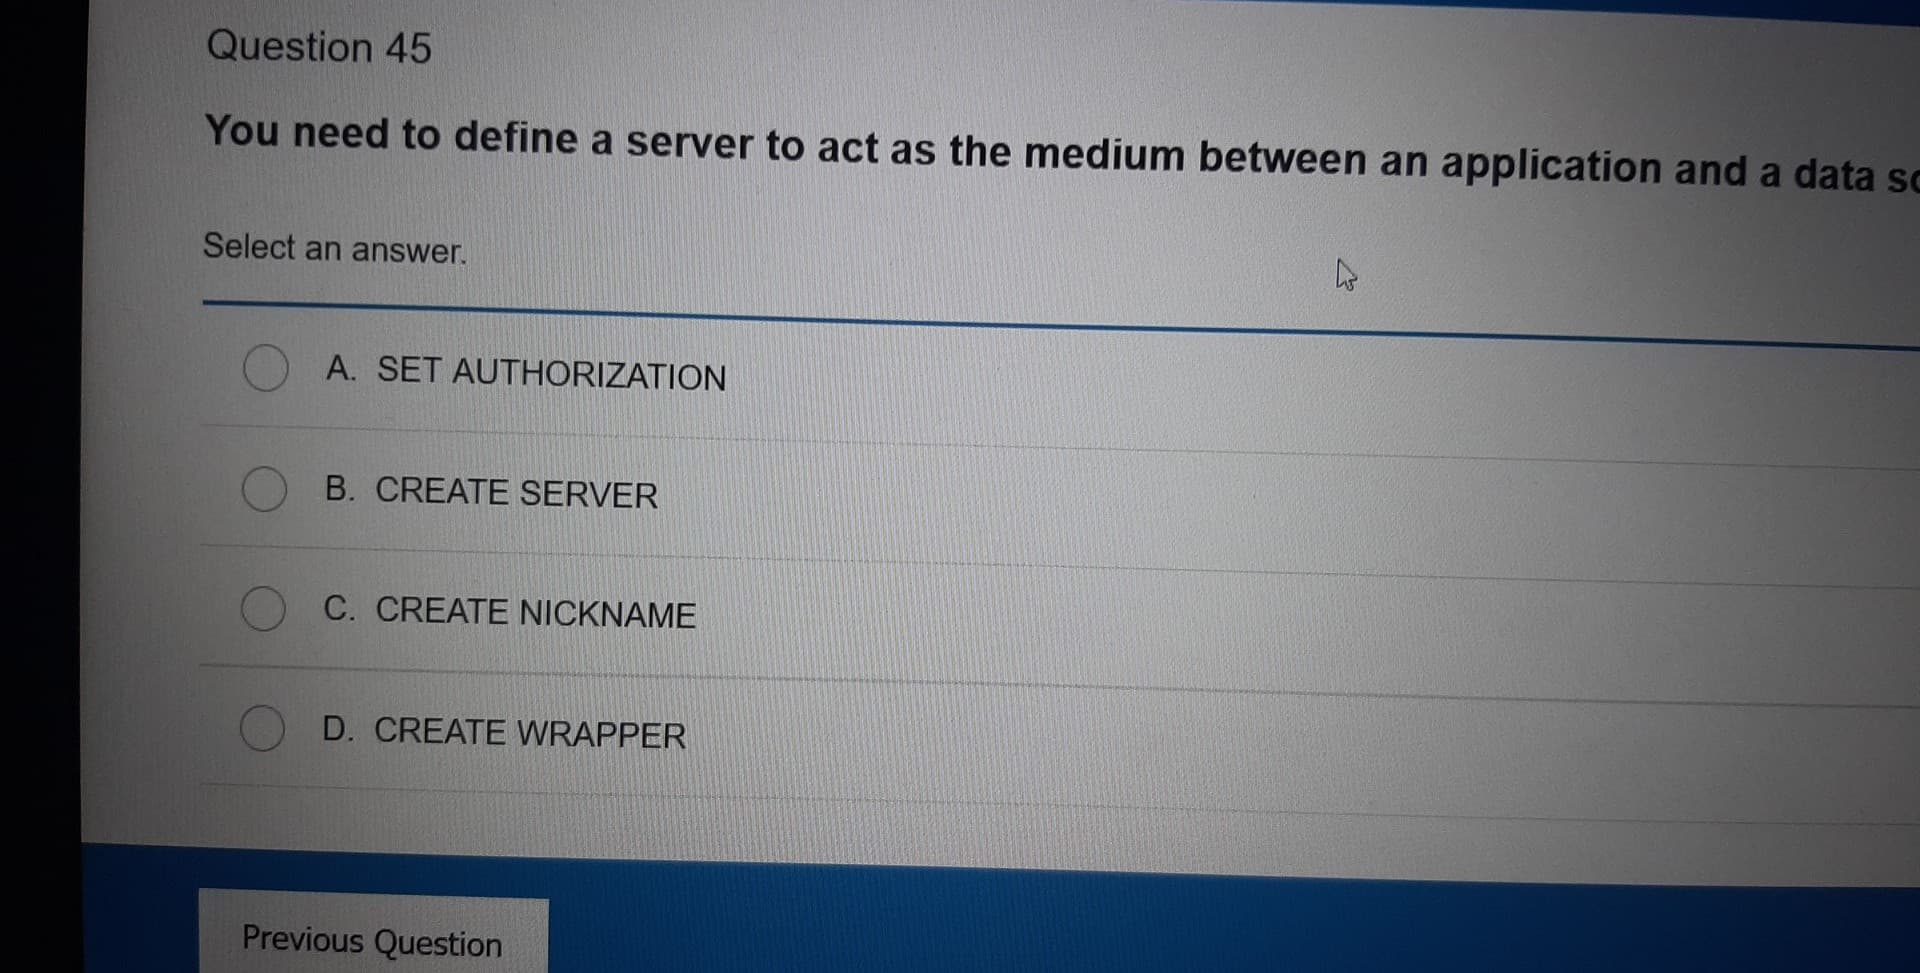 Question 45
You need to define a server to act as the medium between an application and a data
Select an answer.
A. SET AUTHORIZATION
B. CREATE SERVER
C. CREATE NICKNAME
D. CREATE WRAPPER
Previous Question